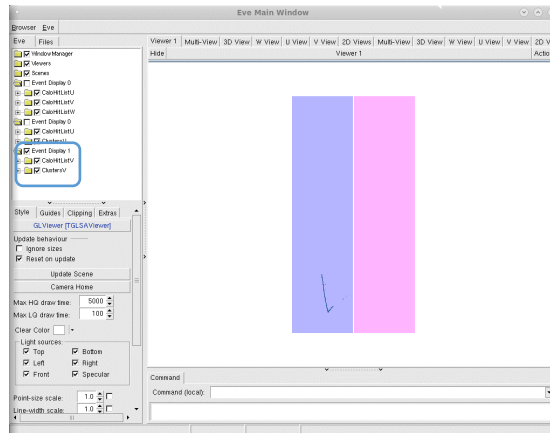 Eve Main Window
Browser Eve
Eve Files
WindowManager
Viewers
Scenes
Event Display 0
CaloHitListU
CaloHitListV
CaloHitListW
Event Display 0
CaloHitListU
ClustersU
Event Display 1
CaloHitListV
ClustersV
Style Guides Clipping Extras
GLViewer [TGLSAViewer]
Update behaviour
Ignore sizes
Reset on update
Update Scene
Camera Home
Max HQ draw time: 5000
Max LQ draw time: 100
Clear Color
Light sources:
Top Bottom
Left Right
Front Specular
Point-size scale: 1.0
Line-width scale: 1.0
Viewer 1 Multi-View 3D View W View U View V View 2D Views Multi-View 3D View W View U View V View 2D V
Hide Viewer 1 Actio
Command
Command (local):